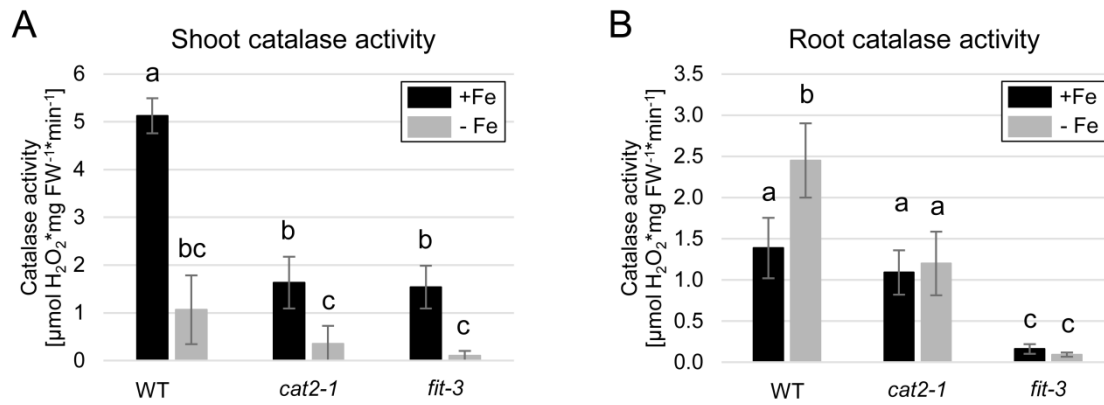 A
Shoot catalase activity
Catalase activity
[µmol H₂O₂*mg FW⁻¹*min⁻¹]
6
5
4
3
2
1
0
a
bc
b
c
b
c
+Fe
- Fe
WT
cat2-1
fit-3
B
Root catalase activity
Catalase activity
[µmol H₂O₂*mg FW⁻¹*min⁻¹]
3.5
3.0
2.5
2.0
1.5
1.0
0.5
0.0
a
b
a
a
c
c
+Fe
- Fe
WT
cat2-1
fit-3